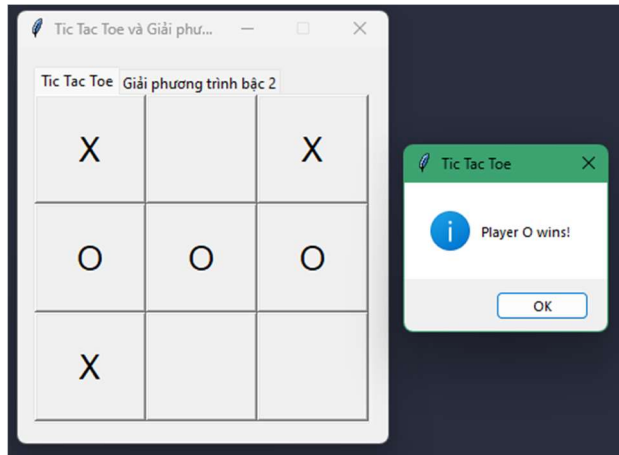 Tic Tac Toe và Giải phư...
Tic Tac Toe Giải phương trình bậc 2
X X
O O O
X
Tic Tac Toe
Player O wins!
OK